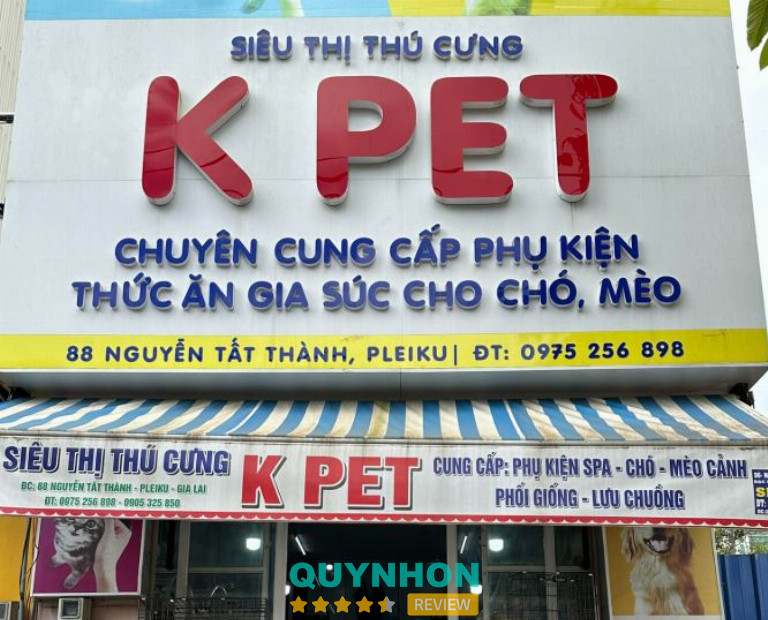 SIÊU THỊ THÚ CƯNG
K PET
CHUYÊN CUNG CẤP PHỤ KIỆN
THỨC ĂN GIA SÚC CHO CHÓ, MÈO
88 NGUYỄN TẤT THÀNH, PLEIKU| ĐT: 0975 256 898
SIÊU THỊ THÚ CƯNG
ĐC: 88 NGUYỄN TẤT THÀNH - PLEIKU - GIA LAI
ĐT: 0975 256 898 - 0905 325 850
K PET
CUNG CẤP: PHỤ KIỆN SPA - CHÓ - MÈO CẢNH
PHỐI GIỐNG - LƯU CHUỒNG
QUYNHON
REVIEW